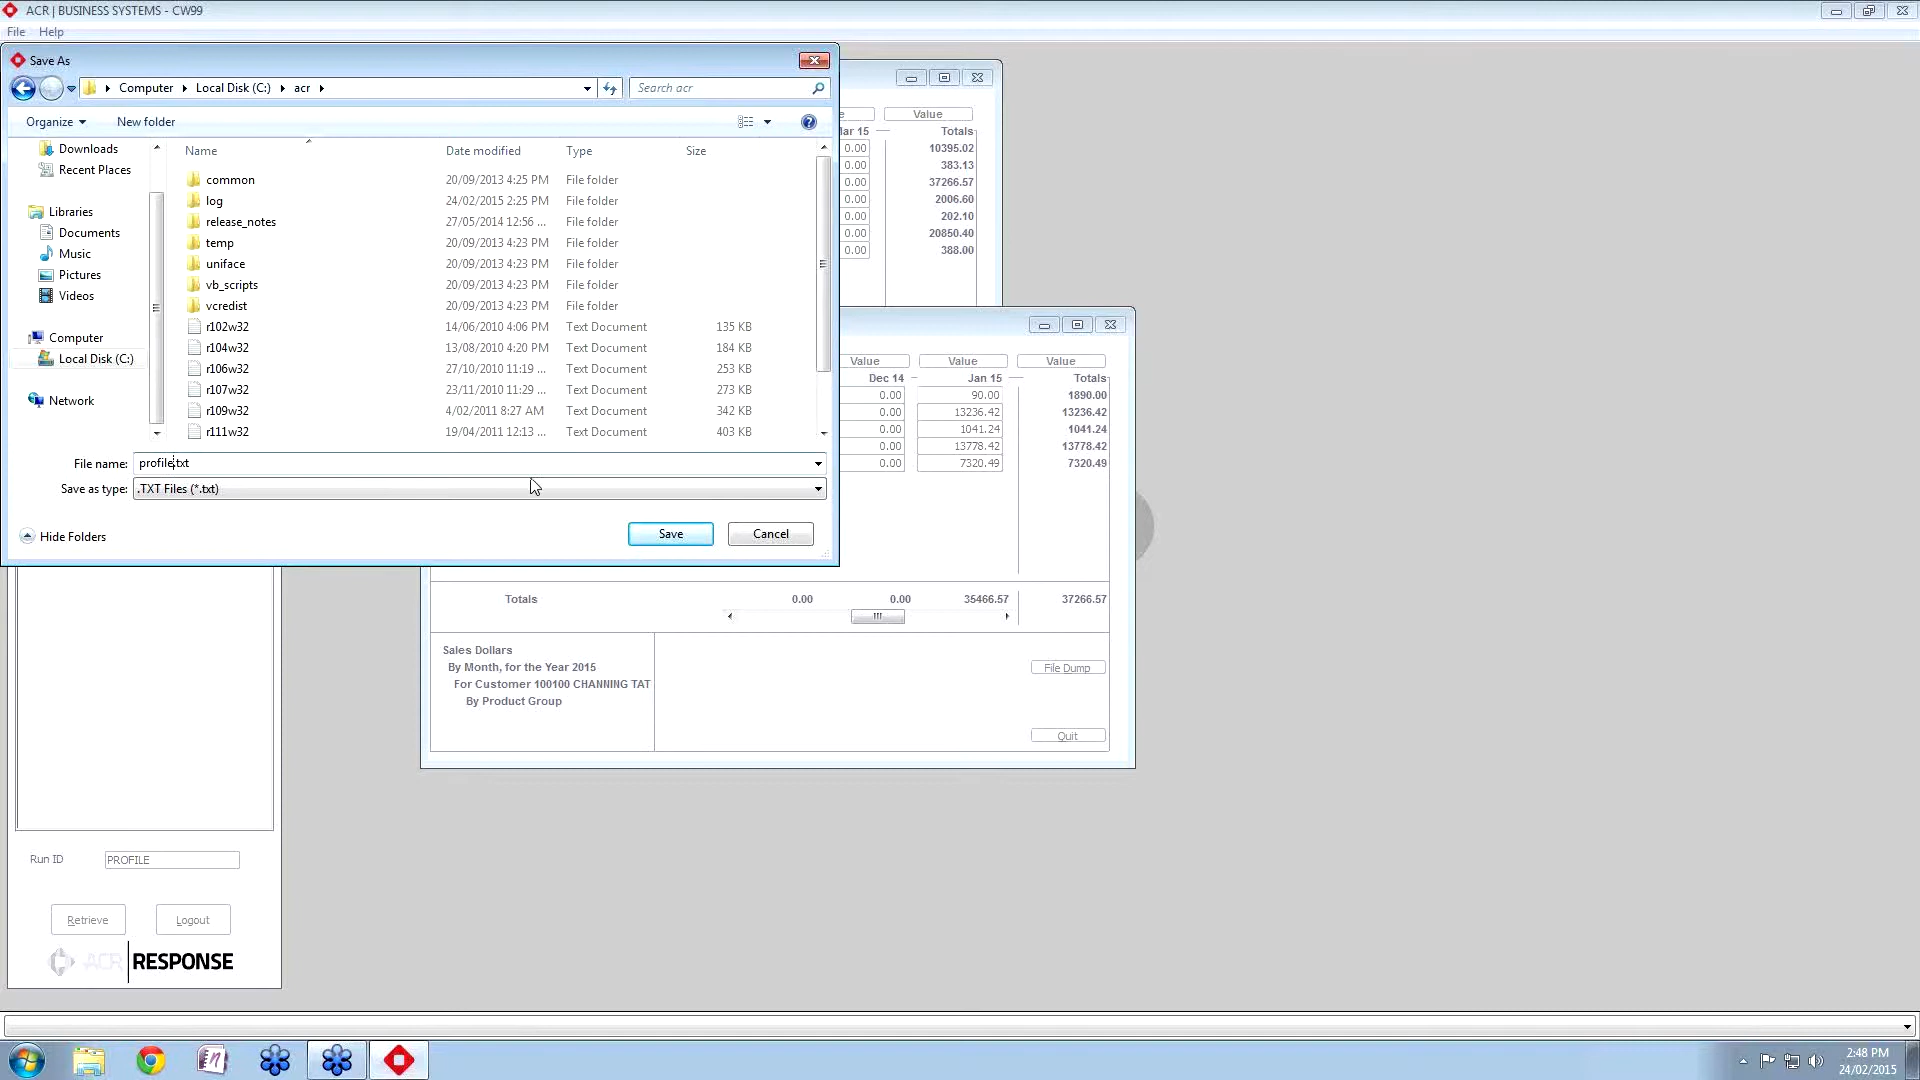 ACR | BUSINESS SYSTEMS - CW99
File Help
Save As
Computer Local Disk (C:) acr
Search acr
Organize New folder
Downloads
Recent Places
Libraries
Documents
Music
Pictures
Videos
Computer
Local Disk (C:)
Network
Name Date modified Type Size
common 20/09/2013 4:25 PM File folder
log 24/02/2015 2:25 PM File folder
release_notes 27/05/2014 12:56 ... File folder
temp 20/09/2013 4:23 PM File folder
uniface 20/09/2013 4:23 PM File folder
vb_scripts 20/09/2013 4:23 PM File folder
vcredist 20/09/2013 4:23 PM File folder
r102w32 14/06/2010 4:06 PM Text Document 135 KB
r104w32 13/08/2010 4:20 PM Text Document 184 KB
r106w32 27/10/2010 11:19 ... Text Document 253 KB
r107w32 23/11/2010 11:29 ... Text Document 273 KB
r109w32 4/02/2011 8:27 AM Text Document 342 KB
r111w32 19/04/2011 12:13 ... Text Document 403 KB
File name: profile.txt
Save as type: .TXT Files (*.txt)
Hide Folders
Save Cancel
Value
ar 15 Totals
0.00 10395.02
0.00 383.13
0.00 37266.57
0.00 2006.60
0.00 202.10
0.00 20850.40
0.00 388.00
Value Value Value
Dec 14 Jan 15 Totals
0.00 90.00 1890.00
0.00 13236.42 13236.42
0.00 1041.24 1041.24
0.00 13778.42 13778.42
0.00 7320.49 7320.49
Totals 0.00 0.00 35466.57 37266.57
Sales Dollars
By Month, for the Year 2015
For Customer 100100 CHANNING TAT
By Product Group
File Dump
Quit
Run ID PROFILE
Retrieve Logout
ACR RESPONSE
2:48 PM
24/02/2015